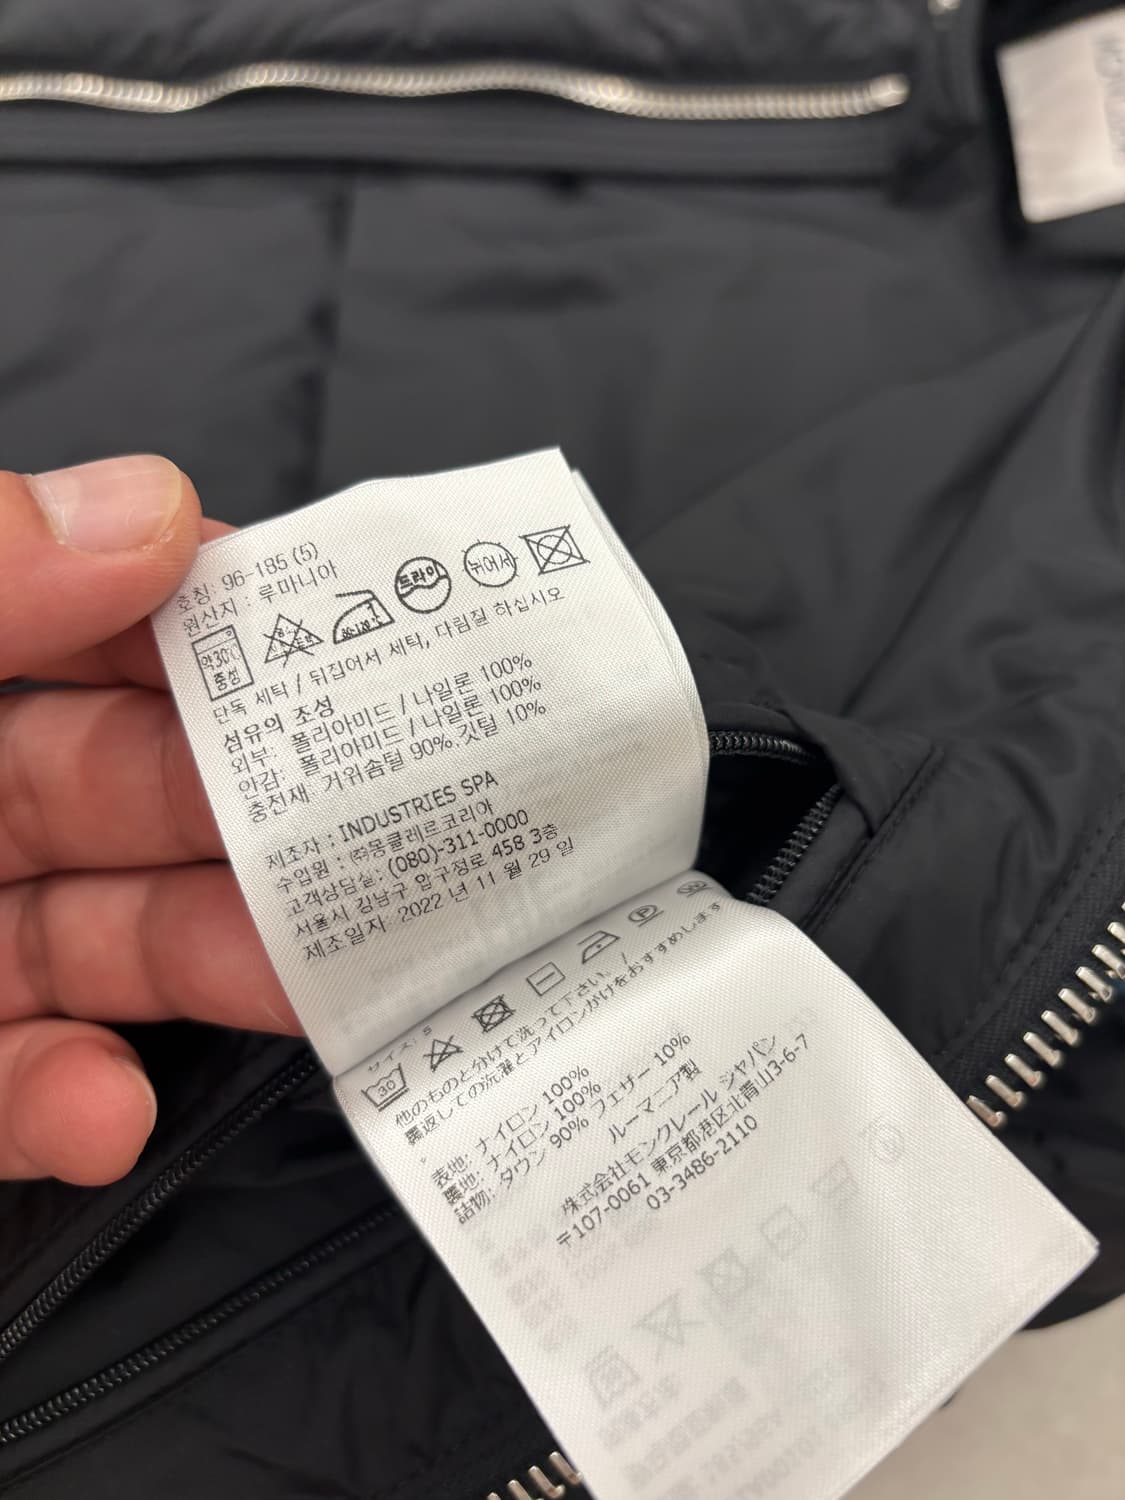 호칭: 96-185 (5)
원산지 : 루마니아
약30℃
중성
80~120℃
드라이
뉘어서
단독 세탁 / 뒤집어서 세탁, 다림질 하십시오
섬유의 조성
외부: 폴리아미드 / 나일론 100%
안감: 폴리아미드 / 나일론 100%
충전재: 거위솜털 90%. 깃털 10%
제조자 : INDUSTRIES SPA
수입원 : ㈜몽클레르코리아
고객상담실: (080)-311-0000
서울시 강남구 압구정로 458 3층
제조일자 2022 년 11 월 29 일
サイズ: 5
30
他のものと分けて洗って下さい。/
裏返しての洗濯とアイロンがけをおすすめします
表地: ナイロン 100%
裏地: ナイロン 100%
詰物: ダウン 90% フェザー 10%
ルーマニア製
株式会社モンクレール ジャパン
〒107-0061 東京都港区北青山3-6-7
03-3486-2110